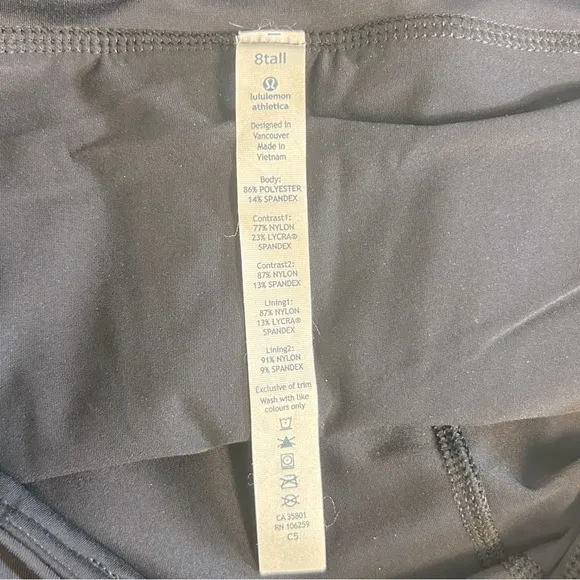 8tall
lululemon
athletica
Designed in
Vancouver
Made in
Vietnam
Body:
86% POLYESTER
14% SPANDEX
Contrast1:
77% NYLON
23% LYCRA®
SPANDEX
Contrast2:
87% NYLON
13% SPANDEX
Lining1:
87% NYLON
13% LYCRA®
SPANDEX
Lining2:
91% NYLON
9% SPANDEX
Exclusive of trim
Wash with like
colours only
CA 35801
RN 106259
C5